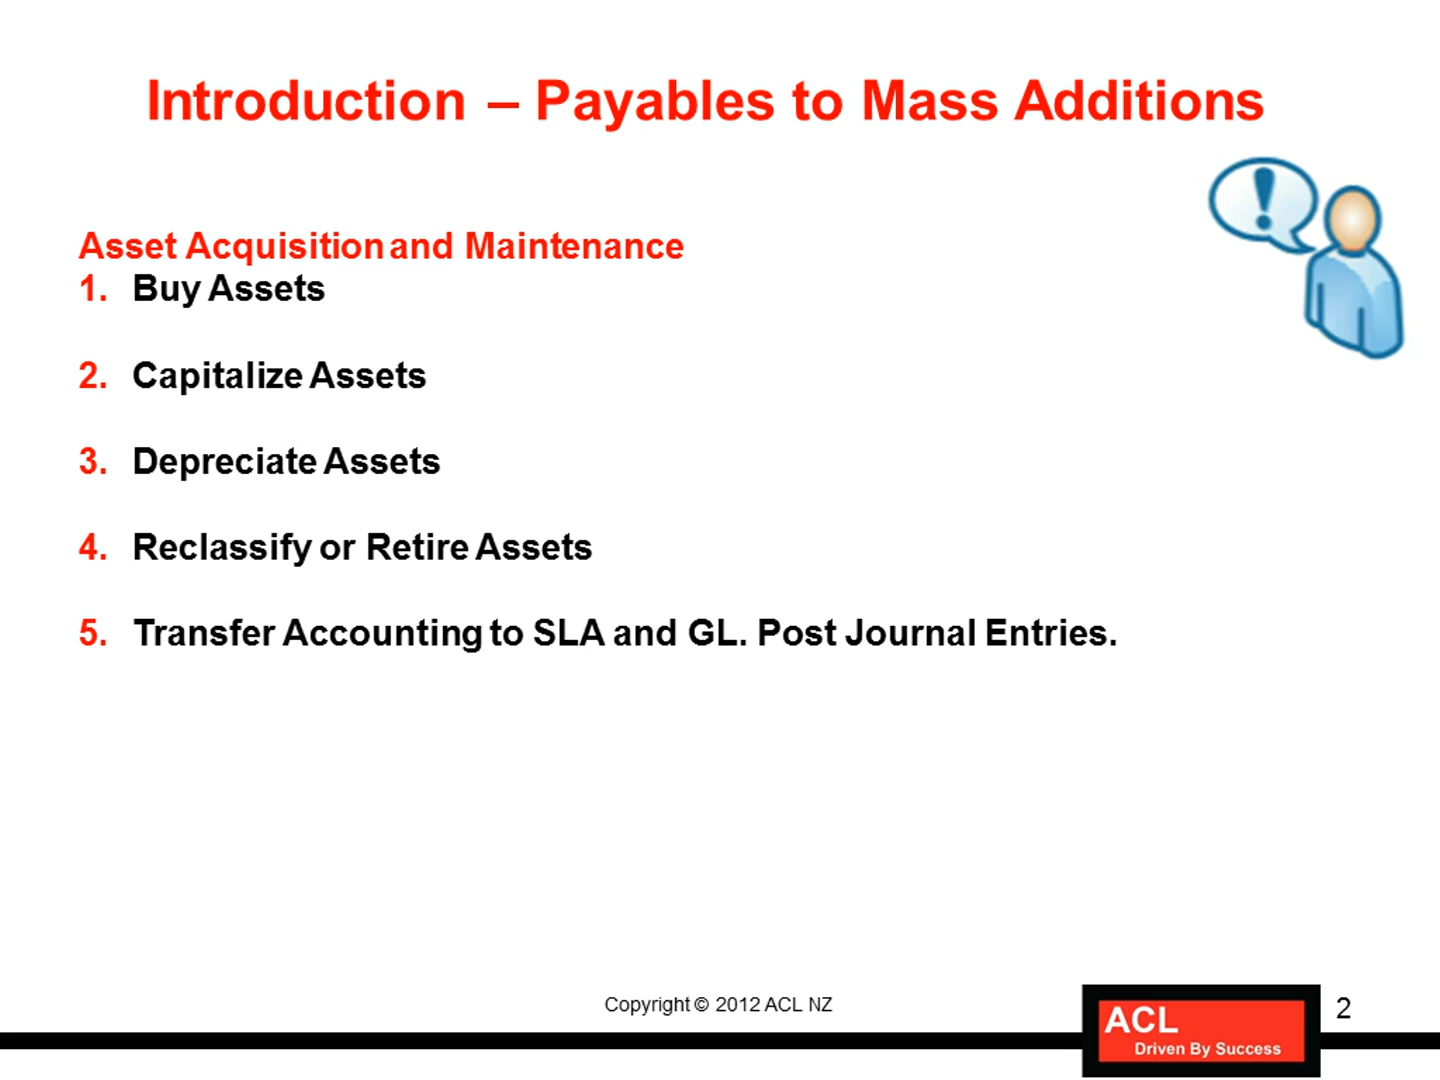 Introduction – Payables to Mass Additions
!
Asset Acquisition and Maintenance
1. Buy Assets
2. Capitalize Assets
3. Depreciate Assets
4. Reclassify or Retire Assets
5. Transfer Accounting to SLA and GL. Post Journal Entries.
Copyright © 2012 ACL NZ
ACL
Driven By Success
2